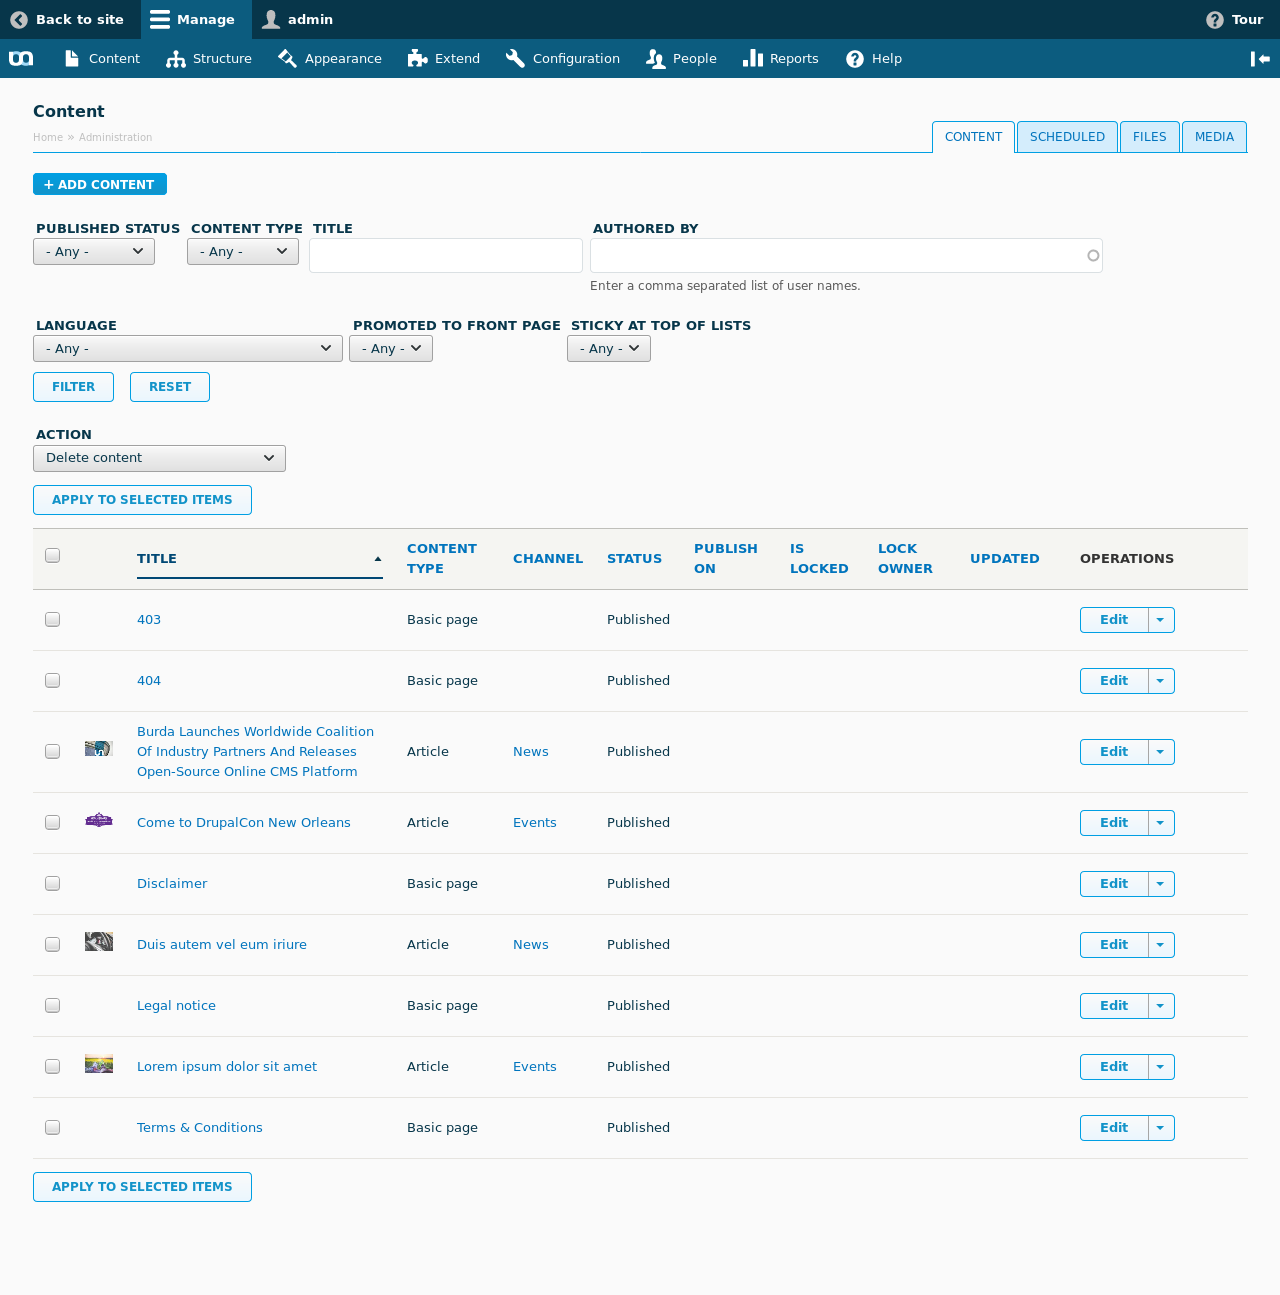 Back to site Manage admin Tour
Content Structure Appearance Extend Configuration People Reports Help
Content
Home » Administration
CONTENT SCHEDULED FILES MEDIA
+ ADD CONTENT
PUBLISHED STATUS CONTENT TYPE TITLE AUTHORED BY
- Any - - Any -
Enter a comma separated list of user names.
LANGUAGE PROMOTED TO FRONT PAGE STICKY AT TOP OF LISTS
- Any - - Any - - Any -
FILTER RESET
ACTION
Delete content
APPLY TO SELECTED ITEMS
TITLE CONTENT TYPE CHANNEL STATUS PUBLISH ON IS LOCKED LOCK OWNER UPDATED OPERATIONS
403 Basic page Published Edit
404 Basic page Published Edit
Burda Launches Worldwide Coalition
Of Industry Partners And Releases Article News Published Edit
Open-Source Online CMS Platform
Come to DrupalCon New Orleans Article Events Published Edit
Disclaimer Basic page Published Edit
Duis autem vel eum iriure Article News Published Edit
Legal notice Basic page Published Edit
Lorem ipsum dolor sit amet Article Events Published Edit
Terms & Conditions Basic page Published Edit
APPLY TO SELECTED ITEMS